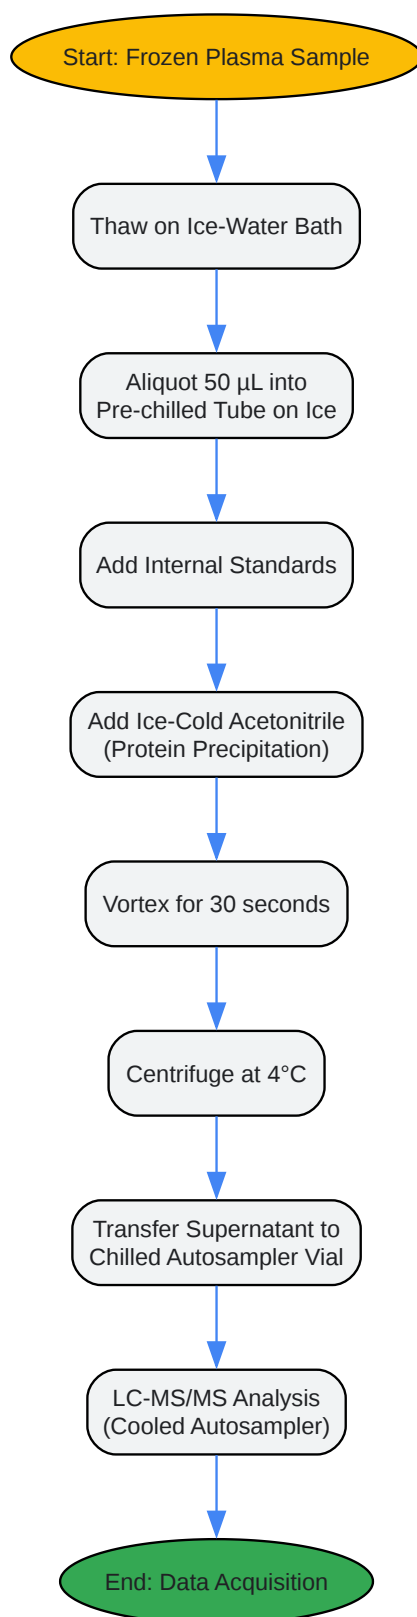 Start: Frozen Plasma Sample
Thaw on Ice-Water Bath
Aliquot 50 µL into
Pre-chilled Tube on Ice
Add Internal Standards
Add Ice-Cold Acetonitrile
(Protein Precipitation)
Vortex for 30 seconds
Centrifuge at 4°C
Transfer Supernatant to
Chilled Autosampler Vial
LC-MS/MS Analysis
(Cooled Autosampler)
End: Data Acquisition